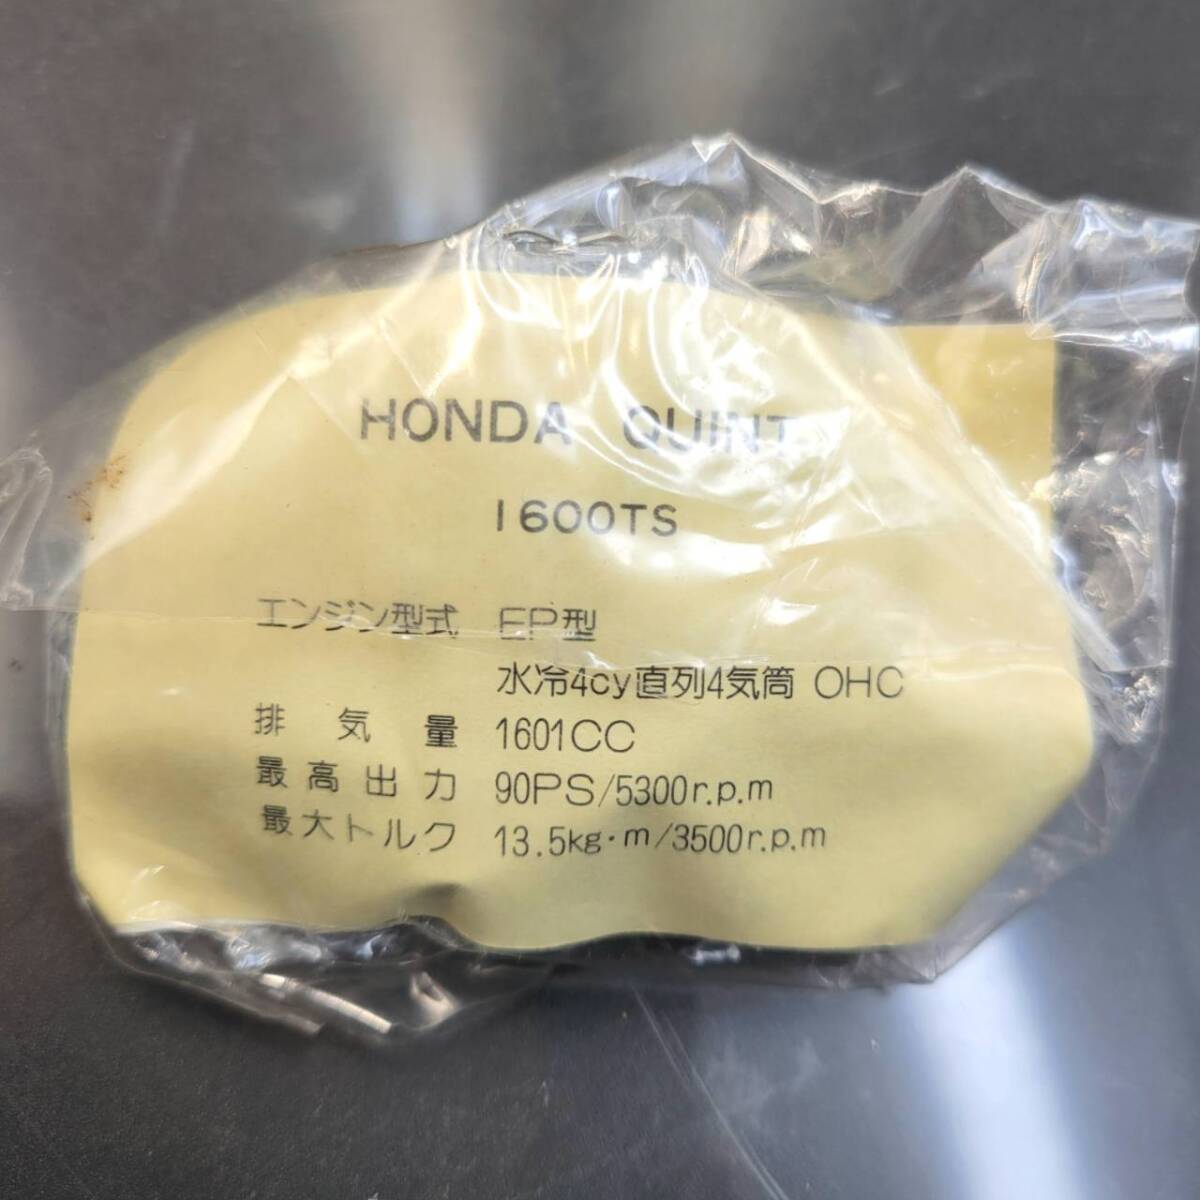 HONDA QUINT
1600TS
エンジン型式 EP型
水冷4cy直列4気筒 OHC
排気量 1601CC
最高出力 90PS/5300r.p.m
最大トルク 13.5kg・m/3500r.p.m